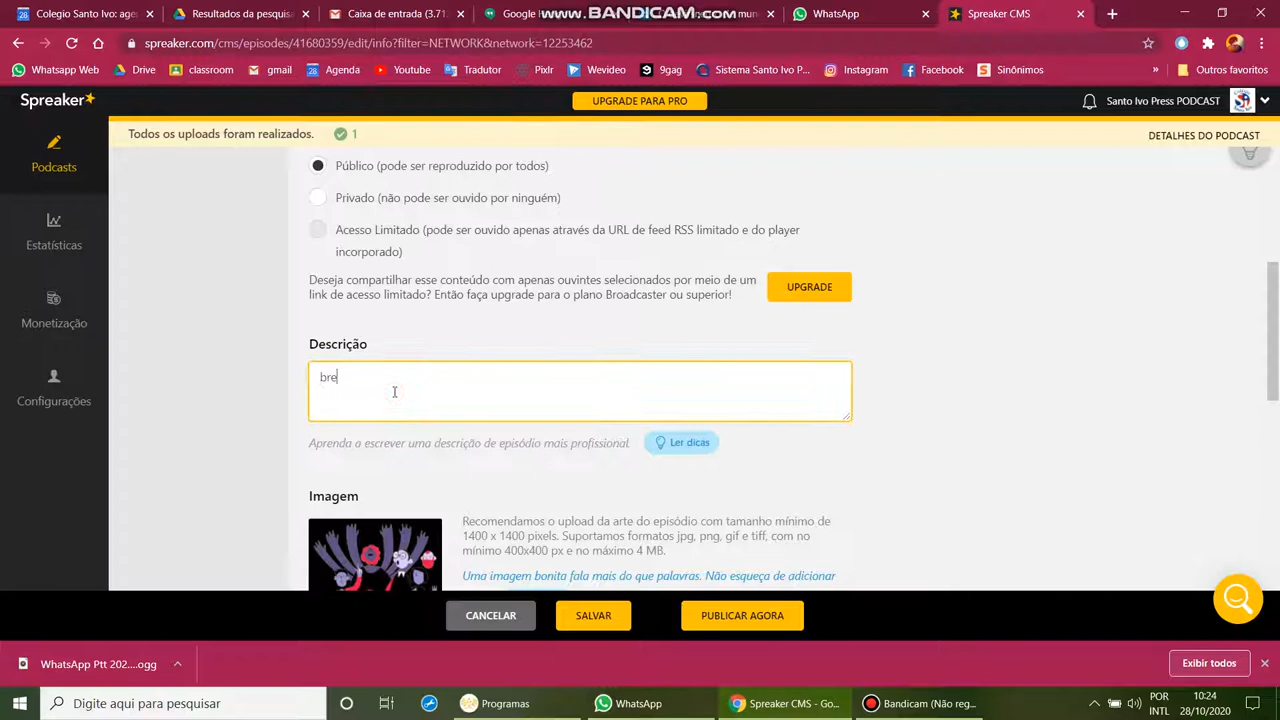 Colegio Santo Ivo: agen
Resultados da pesquisa
Caixa de entrada (3.71
Google
www.BANDICAM.com
mun
WhatsApp
Spreaker CMS
spreaker.com/cms/episodes/41680359/edit/info?filter=NETWORK&network=12253462
Whatsapp Web
Drive
classroom
gmail
Agenda
Youtube
Tradutor
Pixlr
Wevideo
9gag
Sistema Santo Ivo P...
Instagram
Facebook
Sinônimos
»
Outros favoritos
Spreaker
UPGRADE PARA PRO
Santo Ivo Press PODCAST
Todos os uploads foram realizados. 1
DETALHES DO PODCAST
Podcasts
Estatísticas
Monetização
Configurações
Público (pode ser reproduzido por todos)
Privado (não pode ser ouvido por ninguém)
Acesso Limitado (pode ser ouvido apenas através da URL de feed RSS limitado e do player
incorporado)
Deseja compartilhar esse conteúdo com apenas ouvintes selecionados por meio de um
link de acesso limitado? Então faça upgrade para o plano Broadcaster ou superior!
UPGRADE
Descrição
bre
Aprenda a escrever uma descrição de episódio mais profissional.
Ler dicas
Imagem
Recomendamos o upload da arte do episódio com tamanho mínimo de
1400 x 1400 pixels. Suportamos formatos jpg, png, gif e tiff, com no
mínimo 400x400 px e no máximo 4 MB.
Uma imagem bonita fala mais do que palavras. Não esqueça de adicionar
CANCELAR
SALVAR
PUBLICAR AGORA
WhatsApp Ptt 202....ogg
Exibir todos
Digite aqui para pesquisar
Programas
WhatsApp
Spreaker CMS - Go...
Bandicam (Não reg...
POR
INTL
10:24
28/10/2020